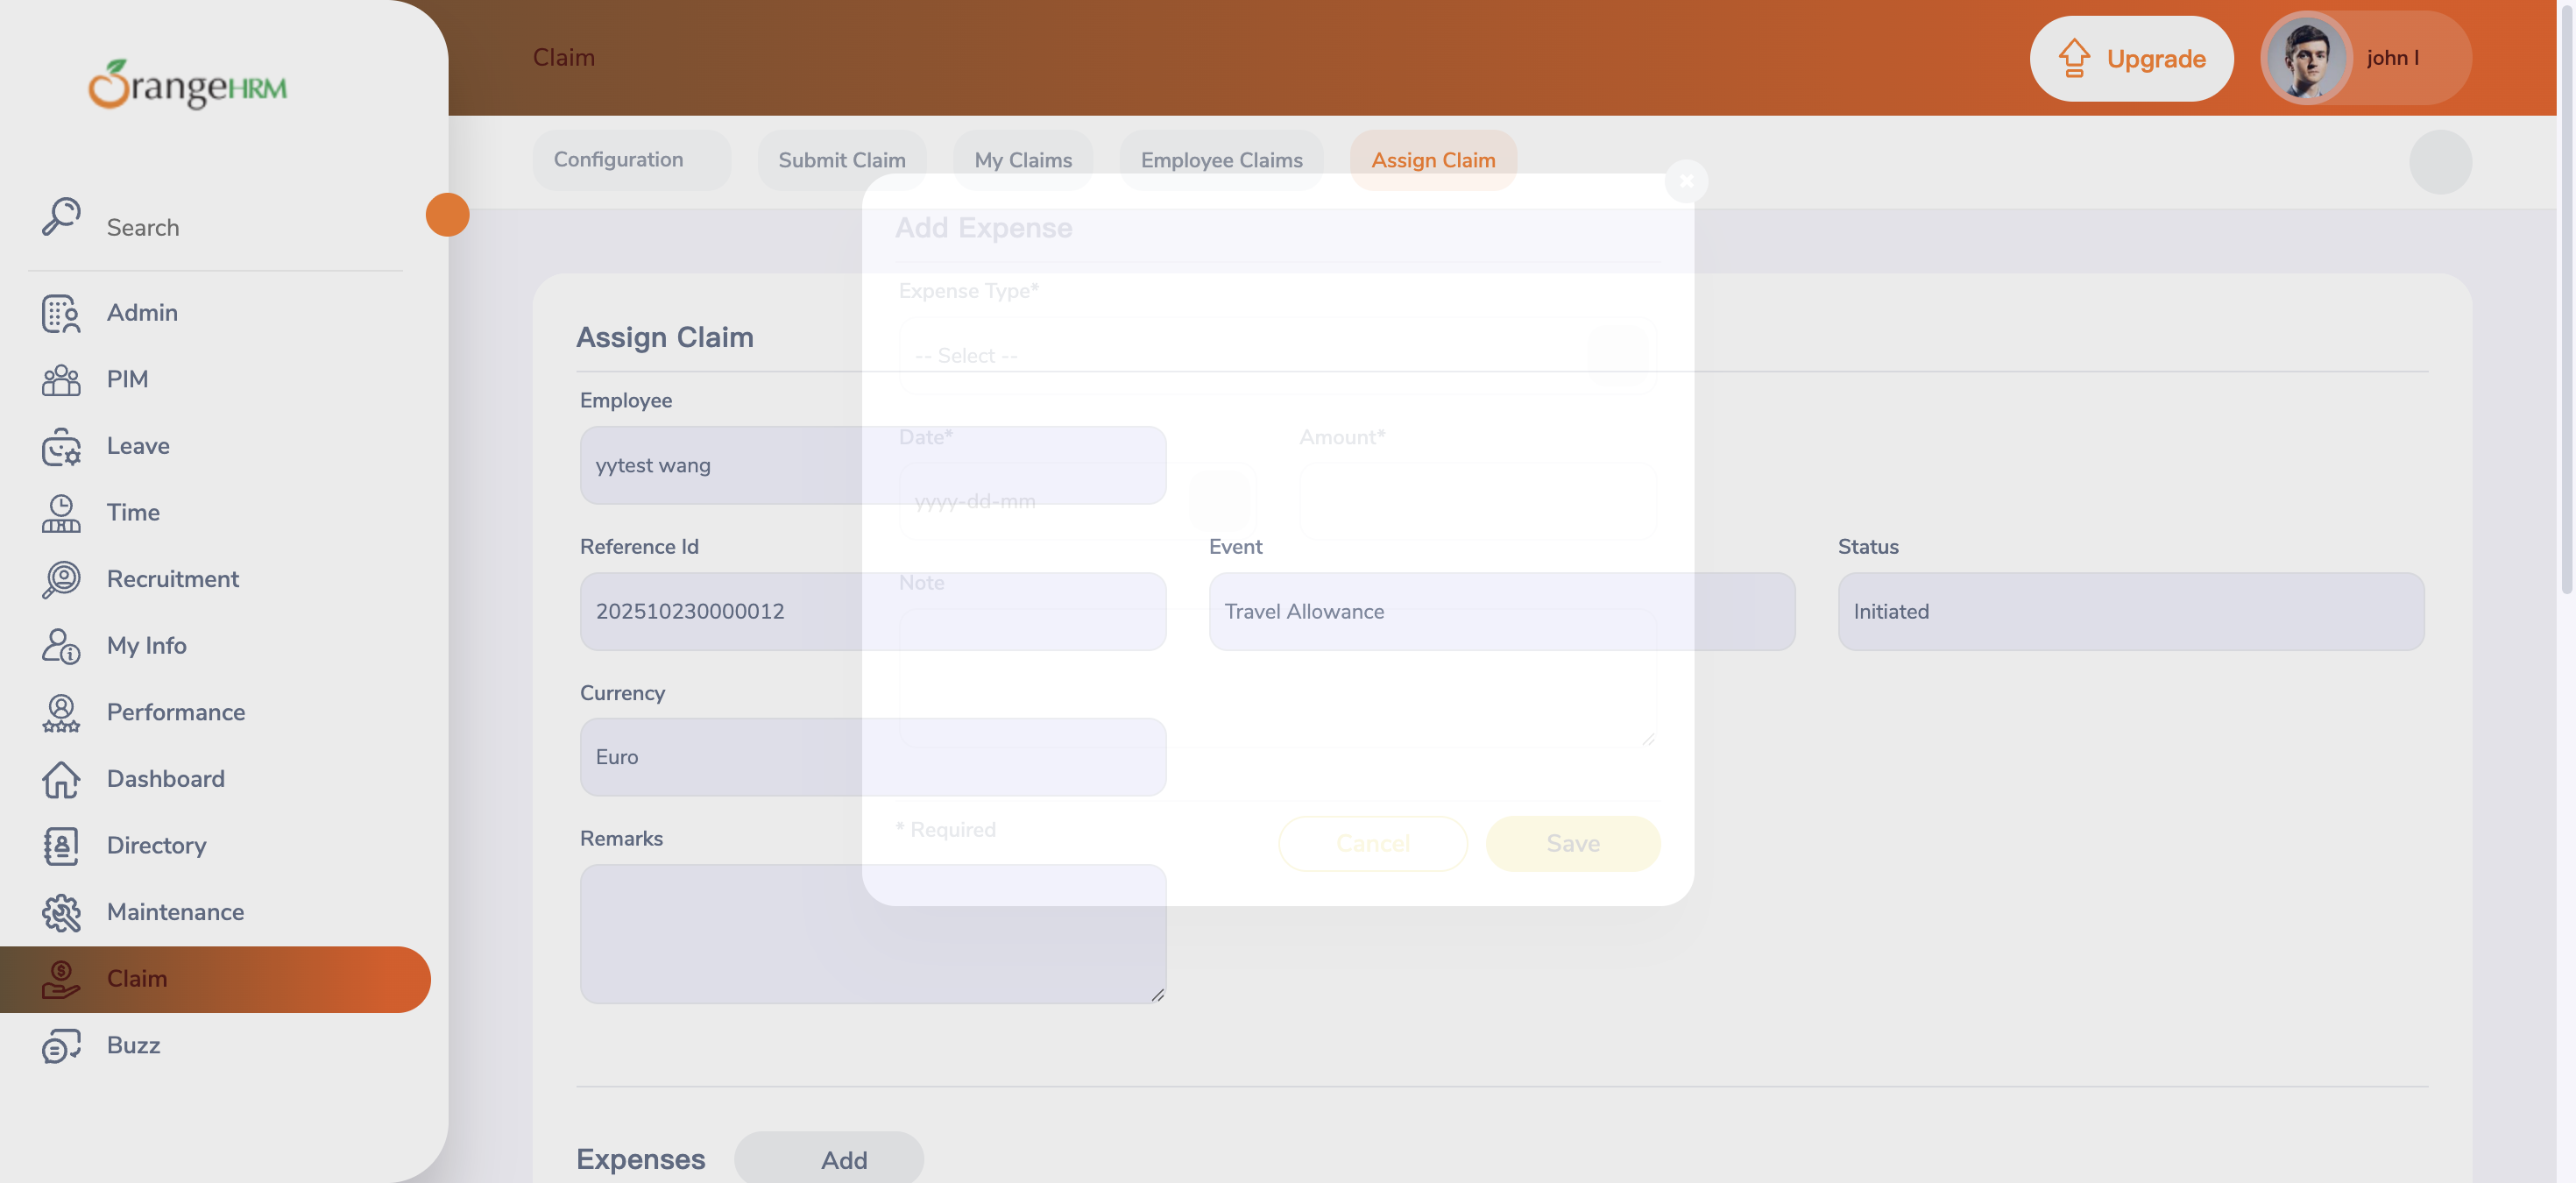 OrangeHRM
Claim
Upgrade
john l
Search
Configuration
Submit Claim
My Claims
Employee Claims
Assign Claim
Admin
PIM
Leave
Time
Recruitment
My Info
Performance
Dashboard
Directory
Maintenance
Claim
Buzz
Assign Claim
Employee
yytest wang
Reference Id
202510230000012
Event
Travel Allowance
Status
Initiated
Currency
Euro
Remarks
Expenses
Add
Add Expense
Expense Type*
-- Select --
Date*
yyyy-dd-mm
Amount*
Note
* Required
Cancel
Save